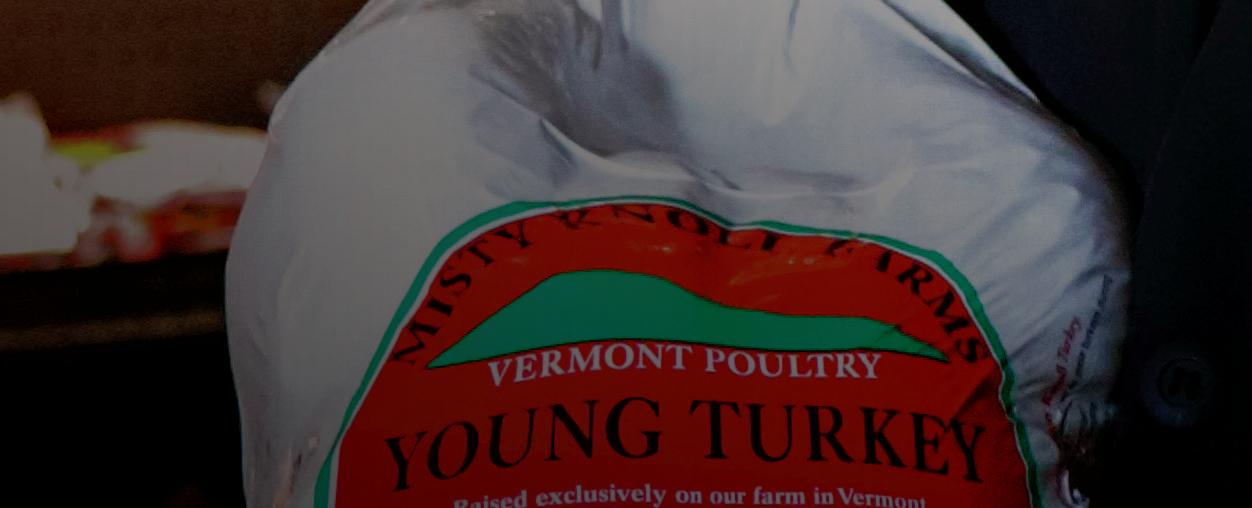 MISTY KNOLL FARMS
VERMONT POULTRY
YOUNG TURKEY
Raised exclusively on our farm in Vermont